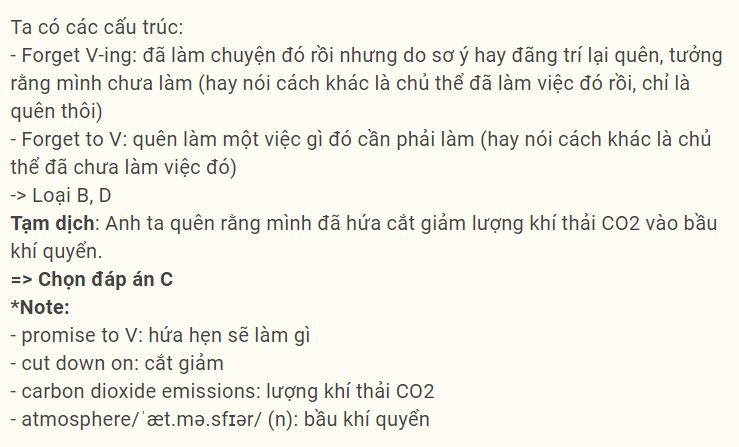 Ta có các cấu trúc:
- Forget V-ing: đã làm chuyện đó rồi nhưng do sơ ý hay đãng trí lại quên, tưởng
rằng mình chưa làm (hay nói cách khác là chủ thể đã làm việc đó rồi, chỉ là
quên thôi)
- Forget to V: quên làm một việc gì đó cần phải làm (hay nói cách khác là chủ
thể đã chưa làm việc đó)
-> Loại B, D
Tạm dịch: Anh ta quên rằng mình đã hứa cắt giảm lượng khí thải CO2 vào bầu
khí quyển.
=> Chọn đáp án C
*Note:
- promise to V: hứa hẹn sẽ làm gì
- cut down on: cắt giảm
- carbon dioxide emissions: lượng khí thải CO2
- atmosphere/ˈæt.mə.sfɪər/ (n): bầu khí quyển